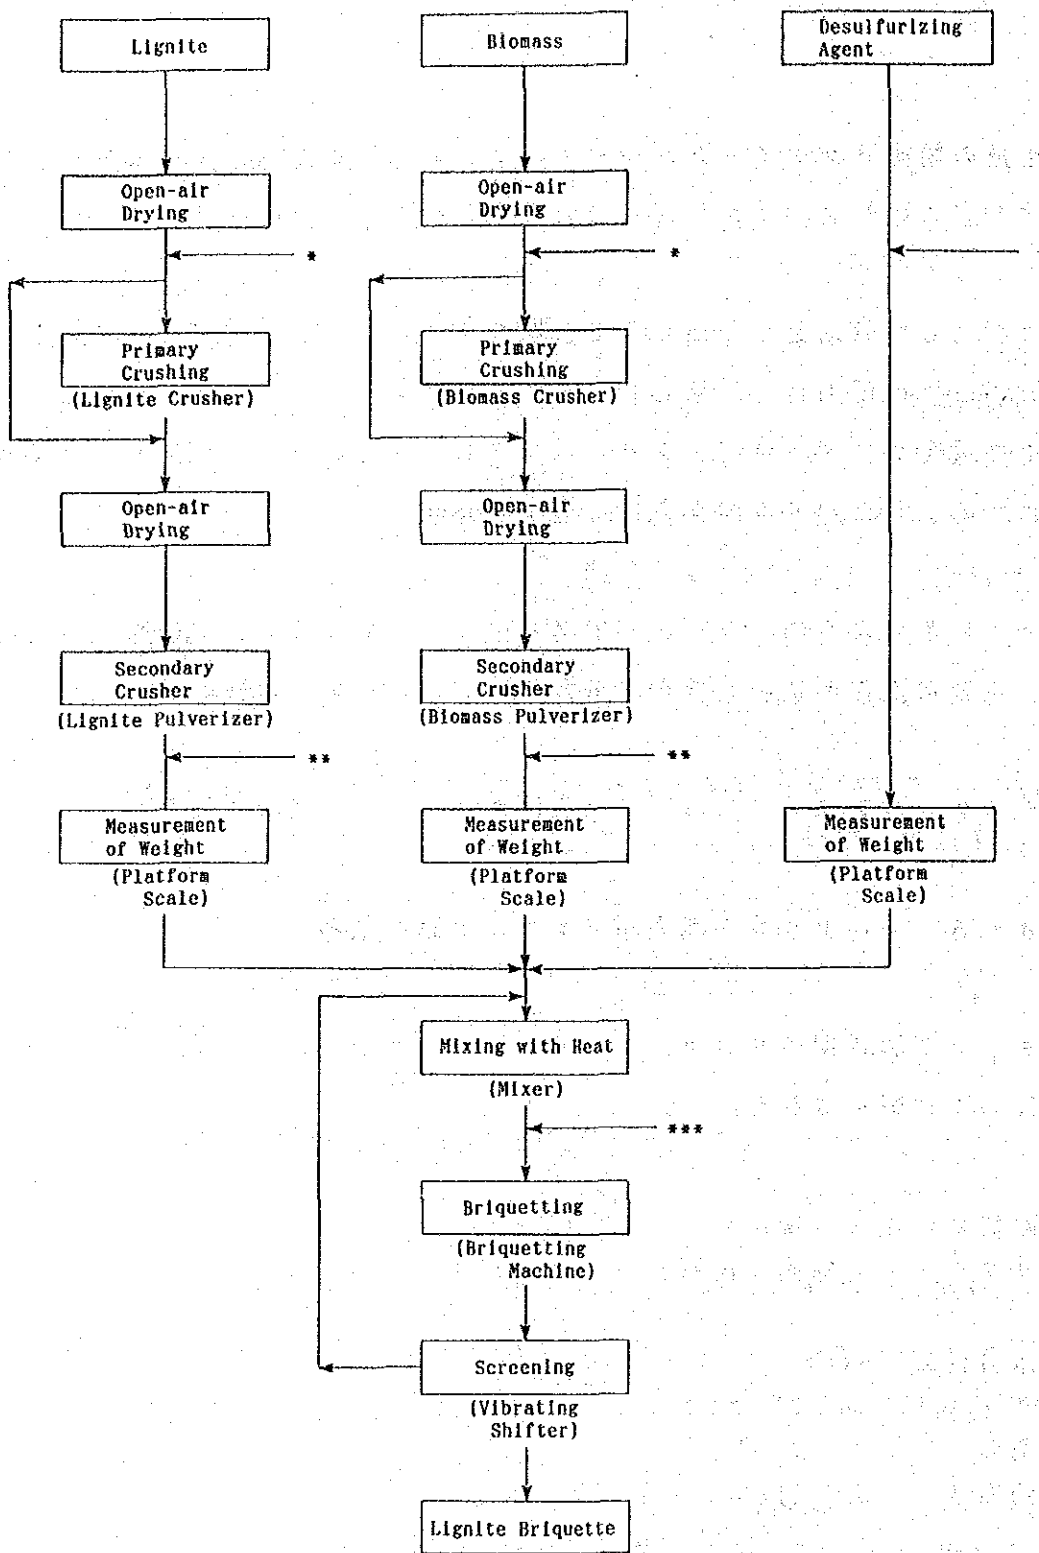 Lignite
Biomass
Desulfurizing
Agent
Open-air
Drying
Open-air
Drying
*
*
Primary
Crushing
(Lignite Crusher)
Primary
Crushing
(Biomass Crusher)
Open-air
Drying
Open-air
Drying
Secondary
Crusher
(Lignite Pulverizer)
Secondary
Crusher
(Biomass Pulverizer)
**
**
Measurement
of Weight
(Platform
Scale)
Measurement
of Weight
(Platform
Scale)
Measurement
of Weight
(Platform
Scale)
Mixing with Heat
(Mixer)
***
Briquetting
(Briquetting
Machine)
Screening
(Vibrating
Shifter)
Lignite Briquette